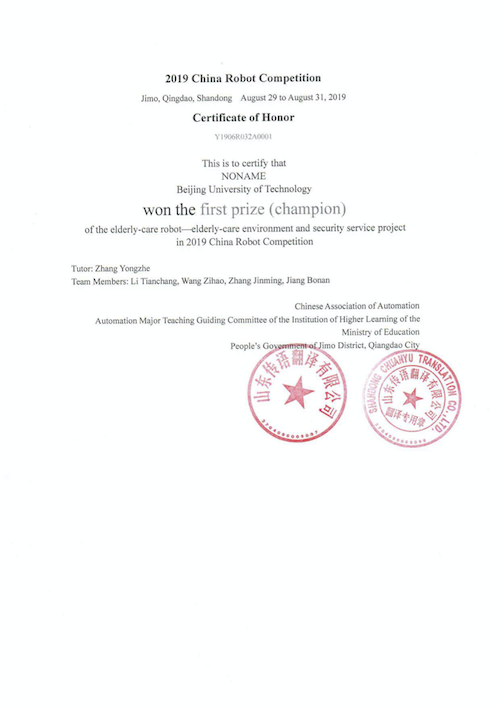 2019 China Robot Competition
Jimo, Qingdao, Shandong August 29 to August 31, 2019
Certificate of Honor
Y1906R032A0001
This is to certify that
NONAME
Beijing University of Technology
won the first prize (champion)
of the elderly-care robot—elderly-care environment and security service project
in 2019 China Robot Competition
Tutor: Zhang Yongzhe
Team Members: Li Tianchang, Wang Zihao, Zhang Jinming, Jiang Bonan
Chinese Association of Automation
Automation Major Teaching Guiding Committee of the Institution of Higher Learning of the
Ministry of Education
People's Government of Jimo District, Qiangdao City
山东传语翻译有限公司
SHANDONG CHUANYU TRANSLATION CO.,LTD.
山东传语翻译有限公司
翻译专用章